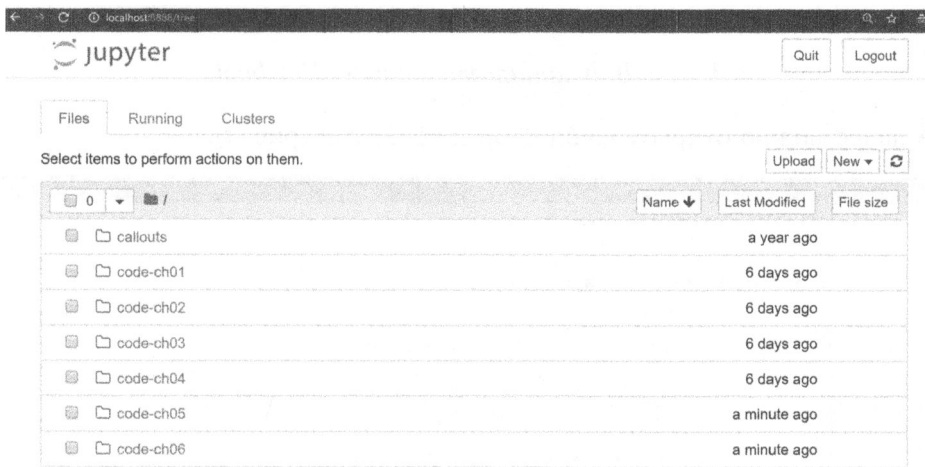 localhost:8888/tree
jupyter
Quit Logout
Files Running Clusters
Select items to perform actions on them.
Upload New
0 / Name Last Modified File size
callouts a year ago
code-ch01 6 days ago
code-ch02 6 days ago
code-ch03 6 days ago
code-ch04 6 days ago
code-ch05 a minute ago
code-ch06 a minute ago